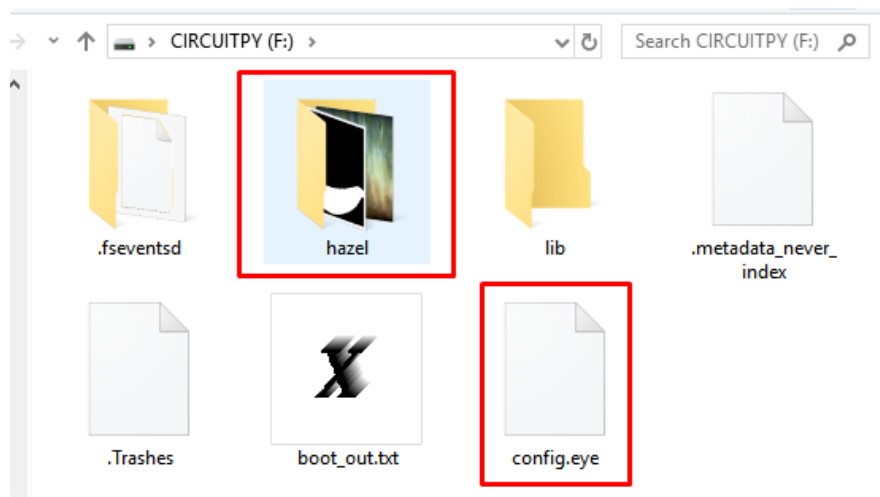 CIRCUITPY (F:)
Search CIRCUITPY (F:)
.fseventsd
hazel
lib
.metadata_never_
index
.Trashes
boot_out.txt
config.eye